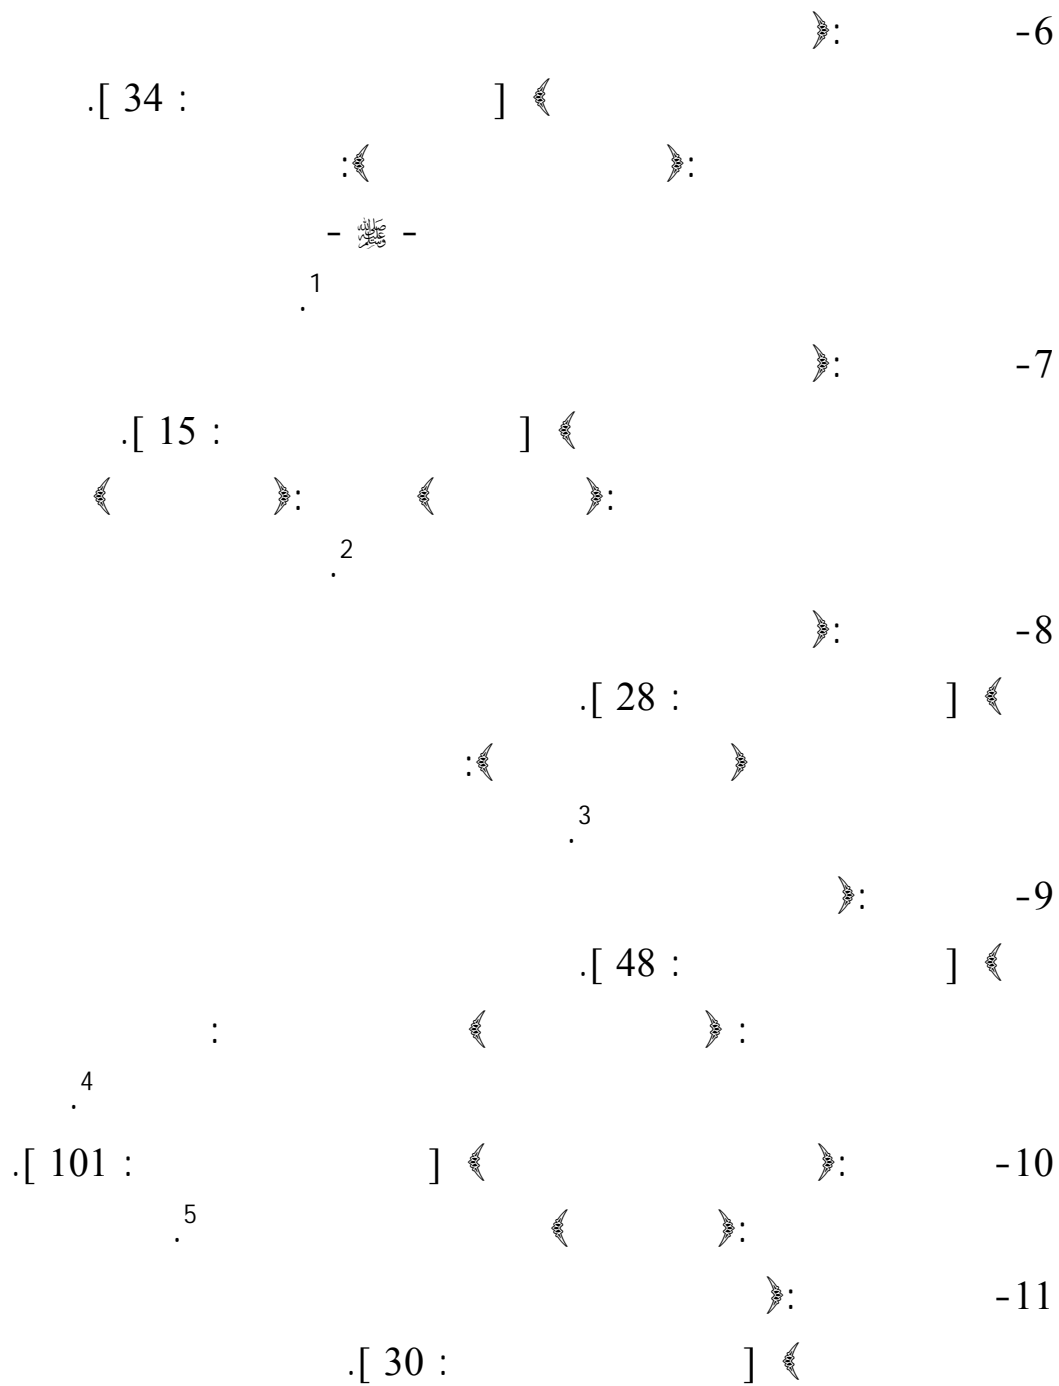 6- :﴿
﴾ [ : 34 ].
:﴿ ﴾:
- ﷺ -
1.
7- :﴿
﴾ [ : 15 ].
:﴿ ﴾ :﴿ ﴾
2.
8- :﴿
﴾ [ : 28 ].
﴿ ﴾:
3.
9- :﴿
﴾ [ : 48 ].
: ﴿ ﴾ :
4.
10- :﴿ ﴾ [ : 101 ].
:﴿ ﴾ 5.
11- :﴿
﴾ [ : 30 ].